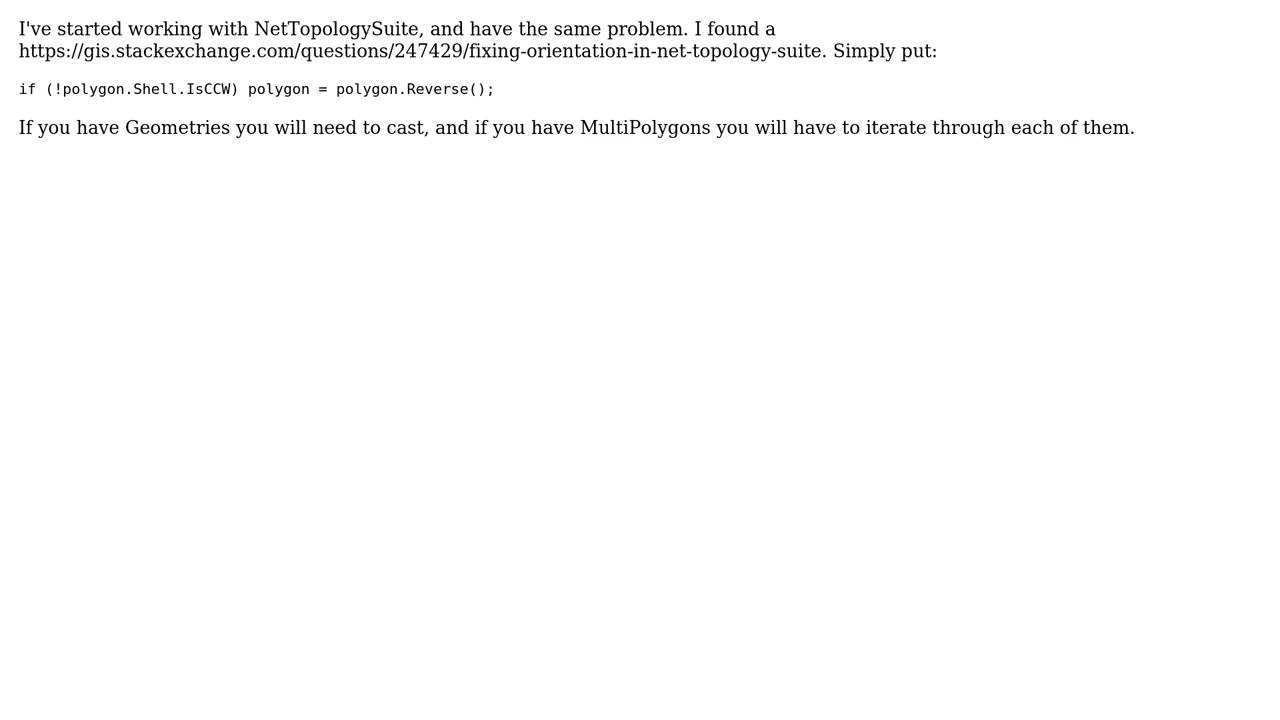 I've started working with NetTopologySuite, and have the same problem. I found a
https://gis.stackexchange.com/questions/247429/fixing-orientation-in-net-topology-suite. Simply put:
if (!polygon.Shell.IsCCW) polygon = polygon.Reverse();
If you have Geometries you will need to cast, and if you have MultiPolygons you will have to iterate through each of them.